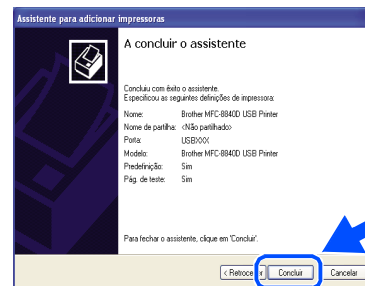 Assistente para adicionar impressoras
A concluir o assistente
Concluiu com êxito o assistente.
Especificou as seguintes definições de impressora:
Nome: Brother MFC-8840D USB Printer
Nome de partilha: <Não partilhado>
Porta: USBXXX
Modelo: Brother MFC-8840D USB Printer
Predefinição: Sim
Pág. de teste: Sim
Para fechar o assistente, clique em 'Concluir'.
< Retroceder Concluir Cancelar